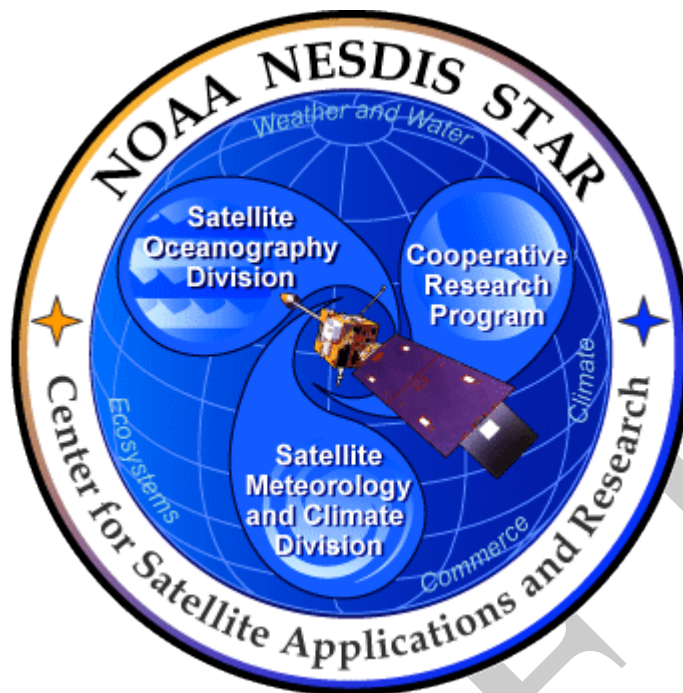 NOAA NESDIS STAR
Weather and Water
Satellite
Oceanography
Division
Cooperative
Research
Program
Climate
Ecosystems
Satellite
Meteorology
and Climate
Division
Commerce
Center for Satellite Applications and Research